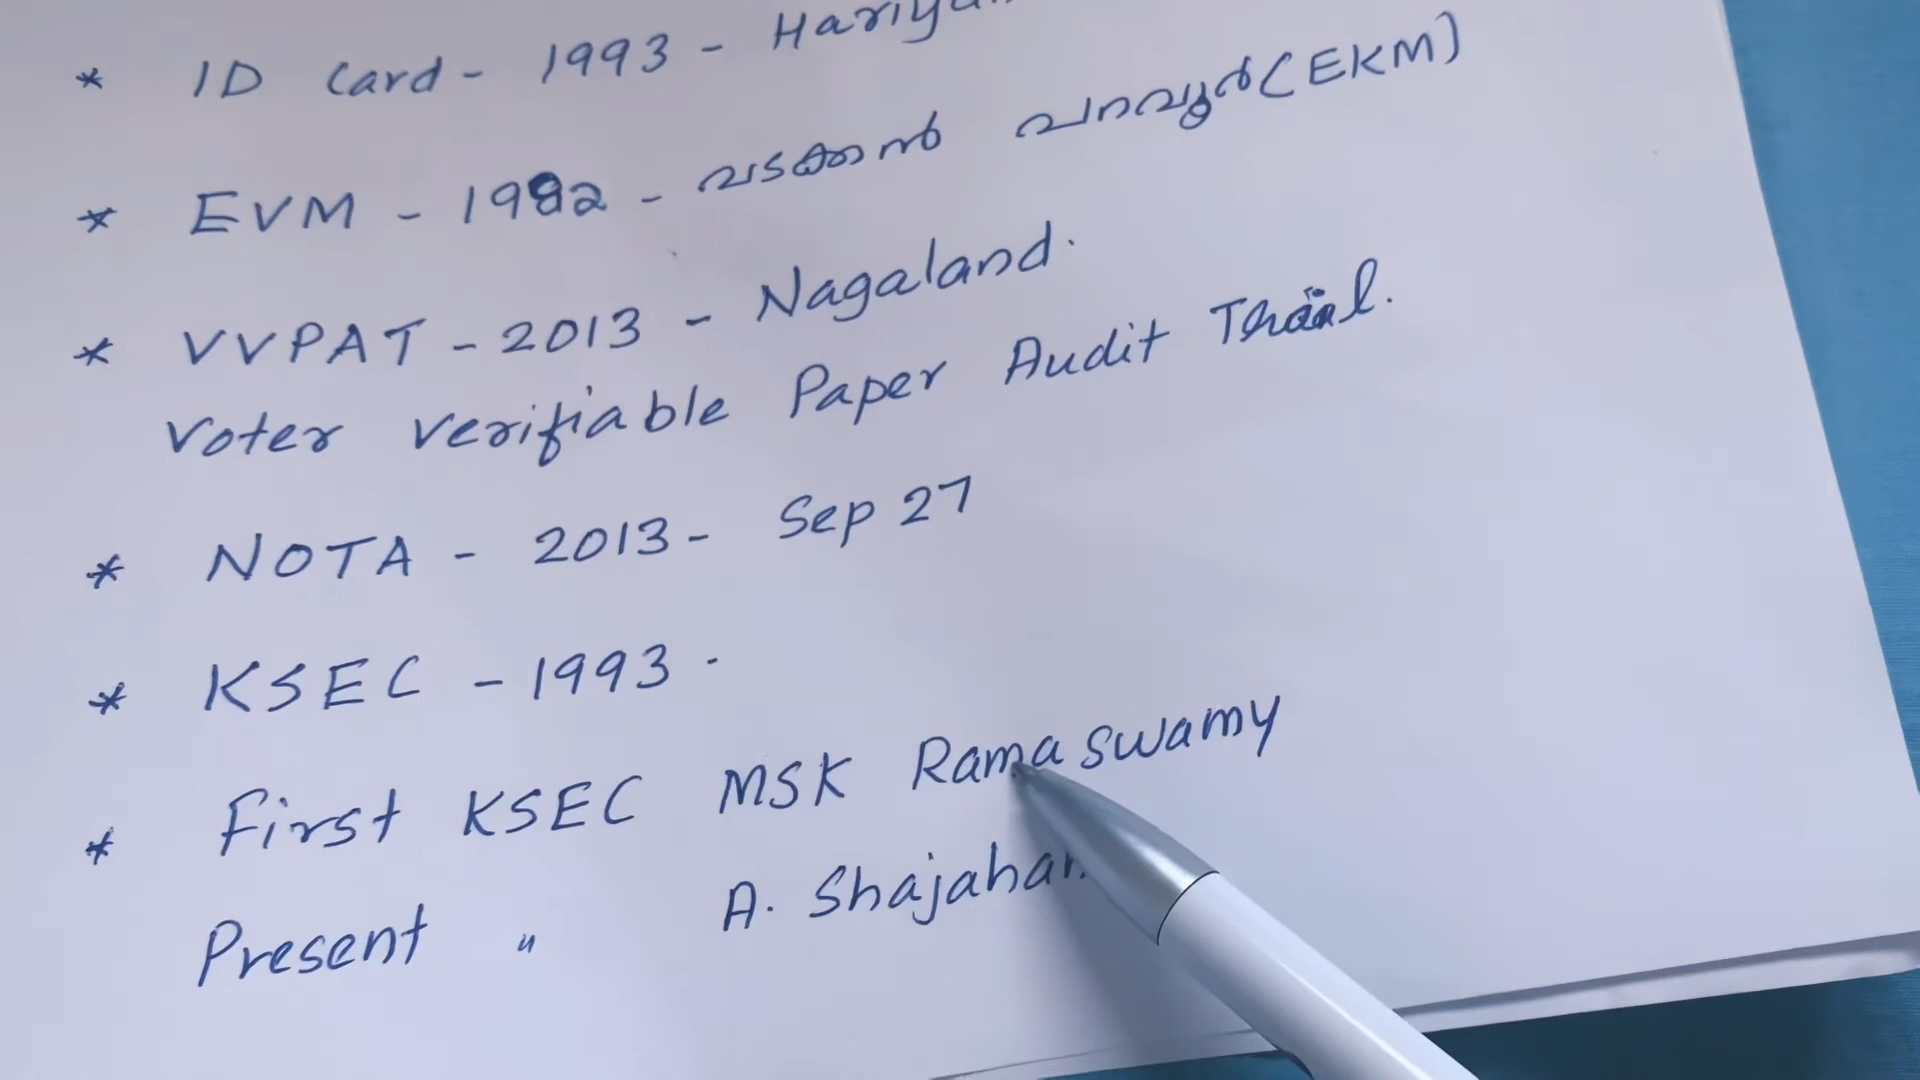 * ID Card - 1993 - Hariya
* EVM - 1982 - വടക്കൻ പറവൂർ (EKM)
* VVPAT - 2013 - Nagaland.
Voter Verifiable Paper Audit Trail.
* NOTA - 2013 - Sep 27
* KSEC - 1993 .
* First KSEC MSK Ramaswamy
Present " A. Shajahan